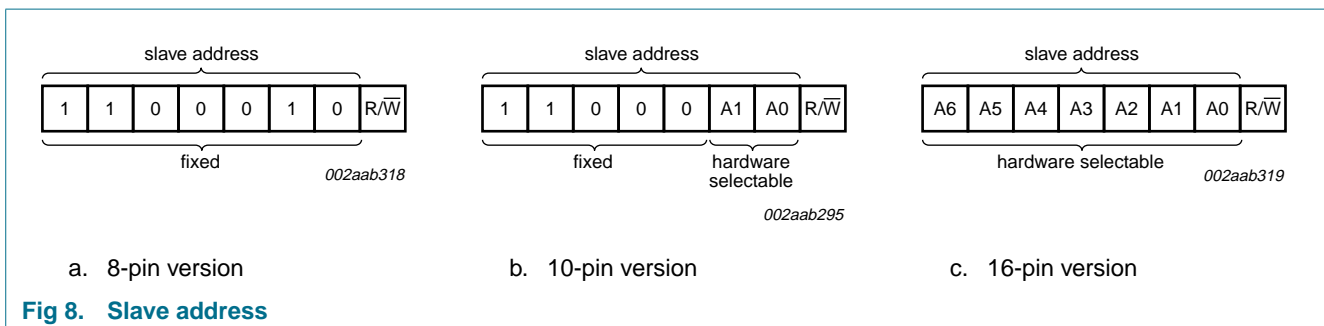 slave address
1 1 0 0 0 1 0 R/W̅
fixed
002aab318
a. 8-pin version
slave address
1 1 0 0 0 A1 A0 R/W̅
fixed
hardware
selectable
002aab295
b. 10-pin version
slave address
A6 A5 A4 A3 A2 A1 A0 R/W̅
hardware selectable
002aab319
c. 16-pin version
Fig 8. Slave address